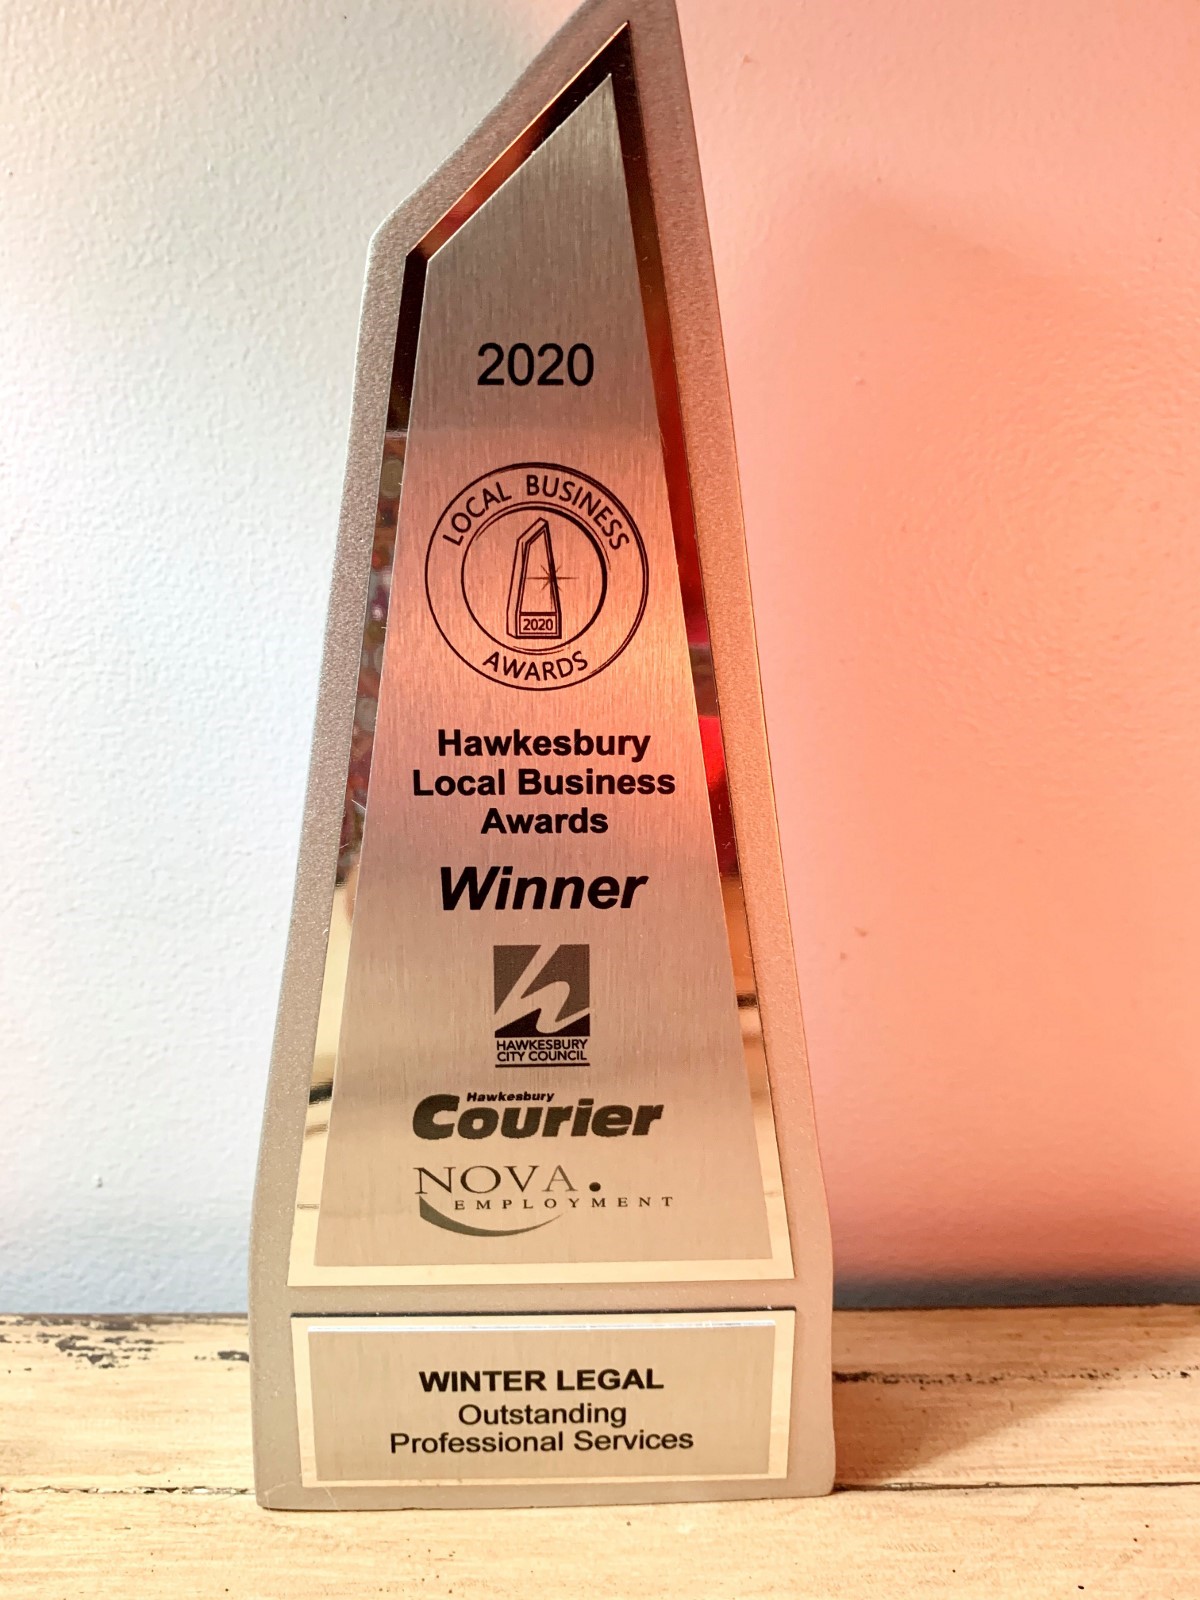 2020
LOCAL BUSINESS
2020
AWARDS
Hawkesbury
Local Business
Awards
Winner
HAWKESBURY
CITY COUNCIL
Hawkesbury
Courier
NOVA.
EMPLOYMENT
WINTER LEGAL
Outstanding
Professional Services